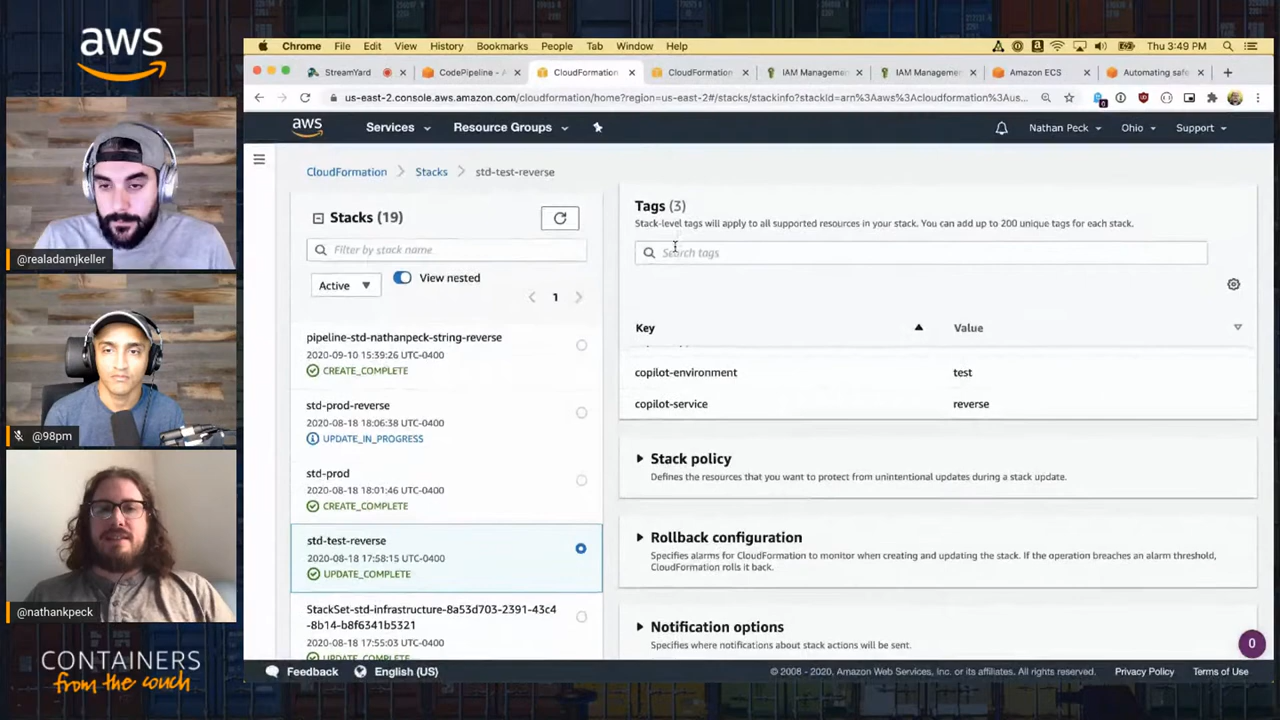 aws
@realadamjkeller
@98pm
@nathankpeck
CONTAINERS
from the couch
Chrome File Edit View History Bookmarks People Tab Window Help
Thu 3:49 PM
StreamYard
CodePipeline - A
CloudFormation
CloudFormation
IAM Managemen
IAM Managemen
Amazon ECS
Automating safe
us-east-2.console.aws.amazon.com/cloudformation/home?region=us-east-2#/stacks/stackinfo?stackId=arn%3Aaws%3Acloudformation%3Aus...
aws
Services
Resource Groups
Nathan Peck
Ohio
Support
CloudFormation
Stacks
std-test-reverse
Stacks (19)
Filter by stack name
Active
View nested
1
pipeline-std-nathanpeck-string-reverse
2020-09-10 15:39:26 UTC-0400
CREATE_COMPLETE
std-prod-reverse
2020-08-18 18:06:38 UTC-0400
UPDATE_IN_PROGRESS
std-prod
2020-08-18 18:01:46 UTC-0400
CREATE_COMPLETE
std-test-reverse
2020-08-18 17:58:15 UTC-0400
UPDATE_COMPLETE
StackSet-std-infrastructure-8a53d703-2391-43c4
-8b14-b8f6341b5321
2020-08-18 17:55:03 UTC-0400
UPDATE_COMPLETE
Tags (3)
Stack-level tags will apply to all supported resources in your stack. You can add up to 200 unique tags for each stack.
Search tags
Key
Value
copilot-environment
test
copilot-service
reverse
Stack policy
Defines the resources that you want to protect from unintentional updates during a stack update.
Rollback configuration
Specifies alarms for CloudFormation to monitor when creating and updating the stack. If the operation breaches an alarm threshold,
CloudFormation rolls it back.
Notification options
Specifies where notifications about stack actions will be sent.
0
Feedback
English (US)
© 2008 - 2020, Amazon Web Services, Inc. or its affiliates. All rights reserved.
Privacy Policy
Terms of Use